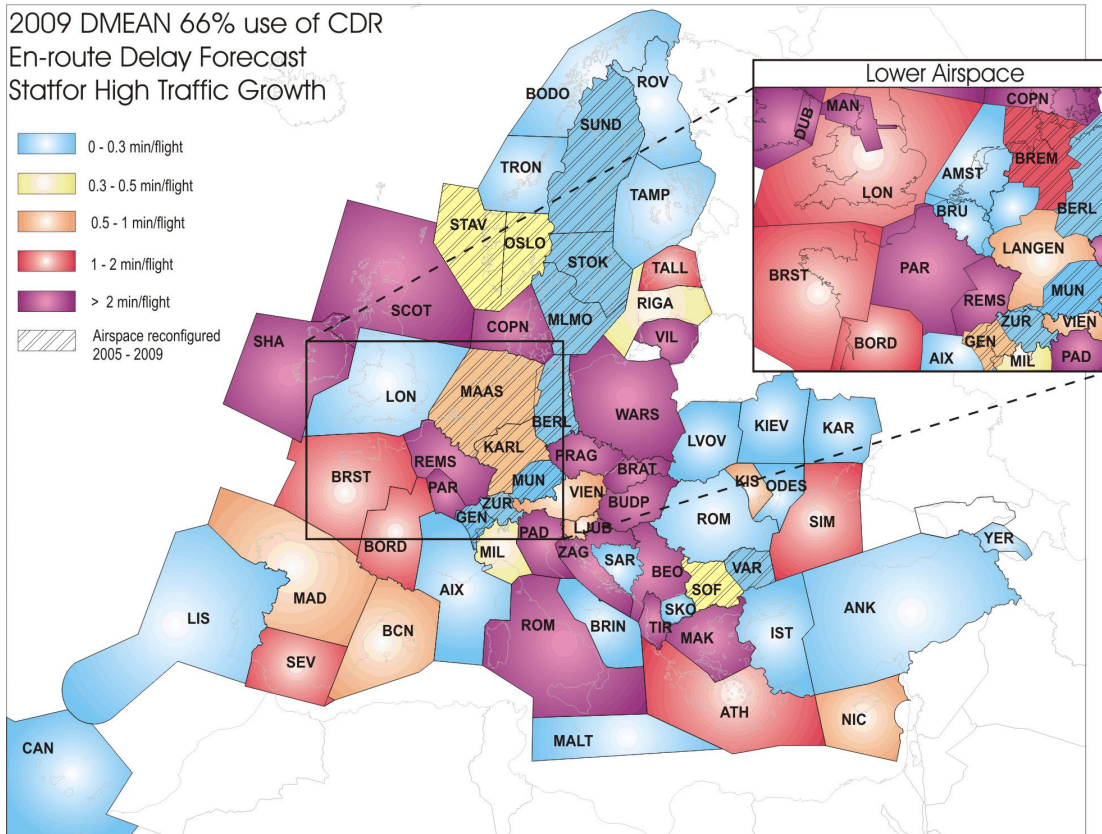 2009 DMEAN 66% use of CDR
En-route Delay Forecast
Statfor High Traffic Growth
0 - 0.3 min/flight
0.3 - 0.5 min/flight
0.5 - 1 min/flight
1 - 2 min/flight
> 2 min/flight
Airspace reconfigured
2005 - 2009
Lower Airspace
COPN
MAN
DUB
BREM
AMST
LON
BRU
BERL
LANGEN
BRST
PAR
REMS
MUN
ZUR
VIEN
GEN
BORD
AIX
MIL
PAD
ROV
BODO
SUND
TRON
TAMP
STAV
OSLO
STOK
TALL
RIGA
SCOT
COPN
MLMO
VIL
SHA
MAAS
LON
WARS
BERL
KIEV
KAR
LVOV
KARL
PRAG
REMS
BRAT
BRST
MUN
PAR
VIEN
KIS
ODES
BUDP
ZUR
GEN
ROM
SIM
LJUB
PAD
BORD
MIL
ZAG
YER
SAR
BEO
VAR
AIX
SOF
MAD
SKO
ANK
LIS
BCN
ROM
BRIN
TIR
MAK
IST
SEV
ATH
NIC
MALT
CAN